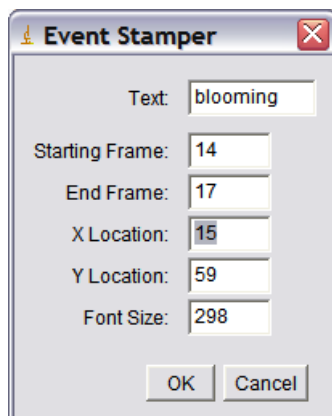 Event Stamper
Text: blooming
Starting Frame: 14
End Frame: 17
X Location: 15
Y Location: 59
Font Size: 298
OK Cancel